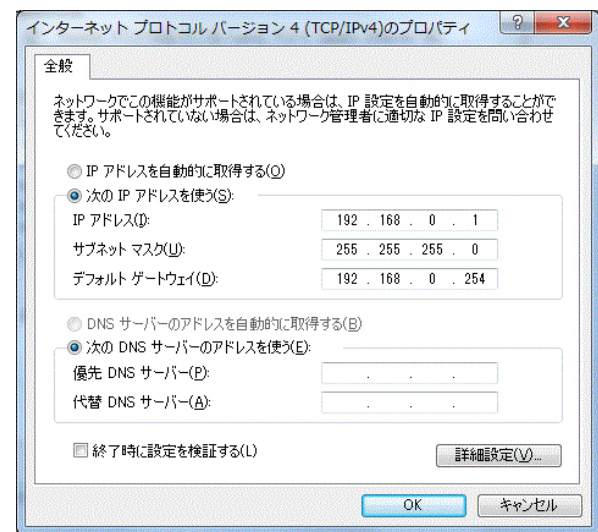 インターネット プロトコル バージョン 4 (TCP/IPv4)のプロパティ
全般
ネットワークでこの機能がサポートされている場合は、IP 設定を自動的に取得することがで
きます。サポートされていない場合は、ネットワーク管理者に適切な IP 設定を問い合わせ
てください。
IP アドレスを自動的に取得する(O)
次の IP アドレスを使う(S):
IP アドレス(I): 192 . 168 . 0 . 1
サブネット マスク(U): 255 . 255 . 255 . 0
デフォルト ゲートウェイ(D): 192 . 168 . 0 . 254
DNS サーバーのアドレスを自動的に取得する(B)
次の DNS サーバーのアドレスを使う(E):
優先 DNS サーバー(P): . . .
代替 DNS サーバー(A): . . .
終了時に設定を検証する(L)
詳細設定(V)...
OK キャンセル